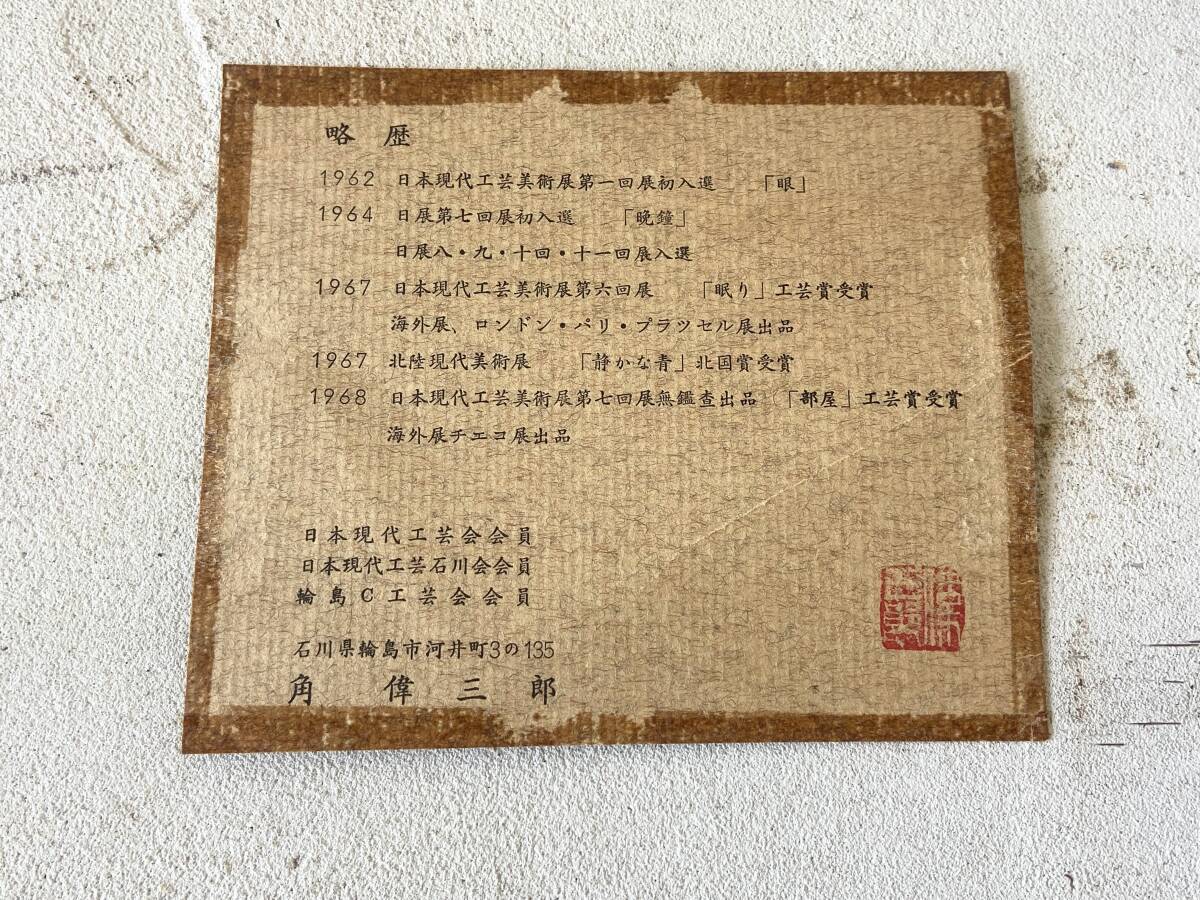 略歴
1962 日本現代工芸美術展第一回展初入選 「眼」
1964 日展第七回展初入選 「晩鐘」
日展八・九・十回・十一回展入選
1967 日本現代工芸美術展第六回展 「眠り」工芸賞受賞
海外展、ロンドン・パリ・プラツセル展出品
1967 北陸現代美術展 「静かな青」北国賞受賞
1968 日本現代工芸美術展第七回展無鑑査出品 「部屋」工芸賞受賞
海外展チエコ展出品
日本現代工芸会会員
日本現代工芸石川会会員
輪島C工芸会会員
石川県輪島市河井町3の135
角偉三郎